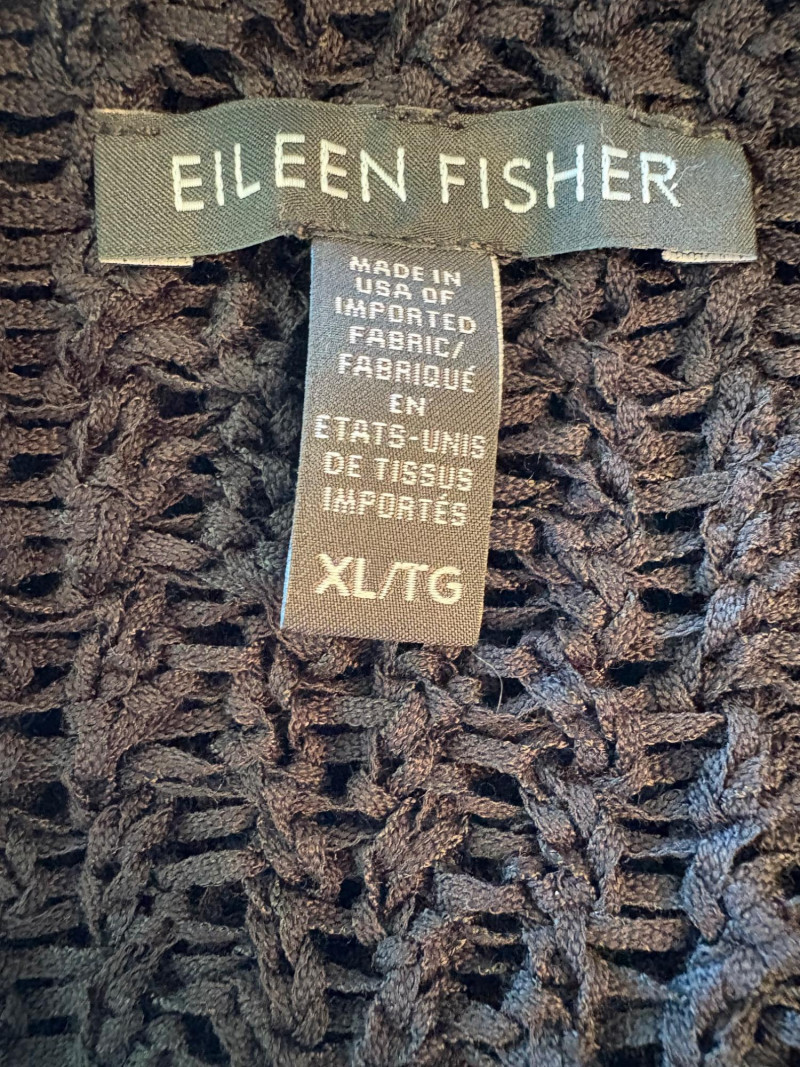 EILEEN FISHER
MADE IN
USA OF
IMPORTED
FABRIC/
FABRIQUÉ
EN
ETATS-UNIS
DE TISSUS
IMPORTÉS
XL/TG